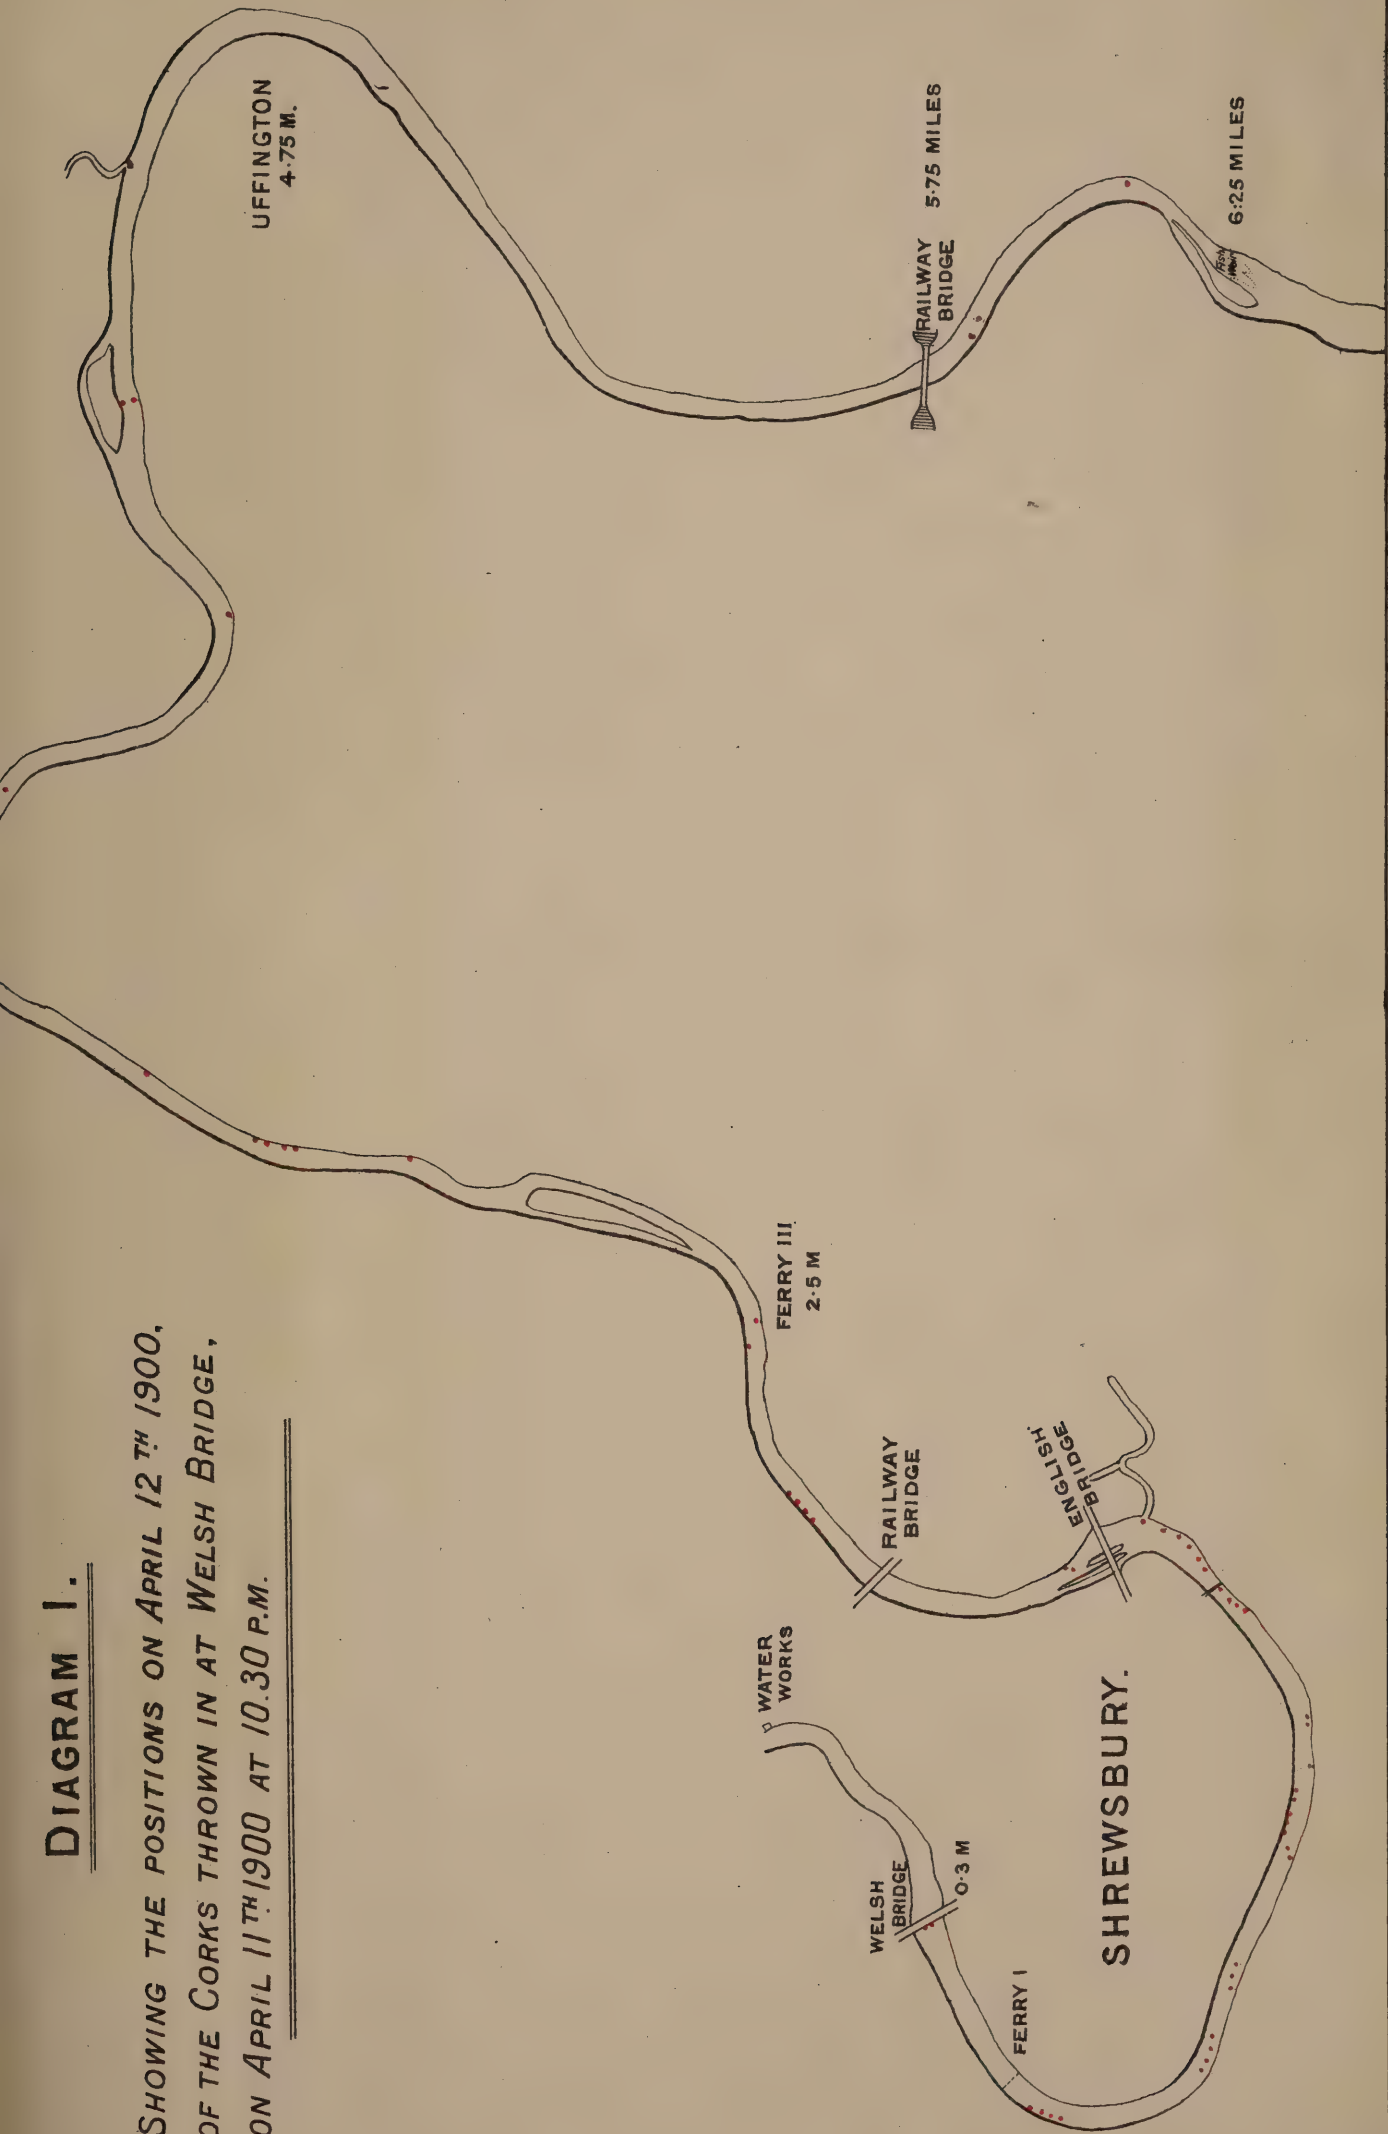 DIAGRAM I.
SHOWING THE POSITIONS ON APRIL 12TH 1900,
OF THE CORKS THROWN IN AT WELSH BRIDGE,
ON APRIL 11TH 1900 AT 10.30 P.M.
UFFINGTON
4·75 M.
RAILWAY
BRIDGE
5·75 MILES
Fish
Weir
6·25 MILES
FERRY III
2·5 M
RAILWAY
BRIDGE
ENGLISH
BRIDGE
WATER
WORKS
WELSH
BRIDGE
0·3 M
FERRY I
SHREWSBURY.